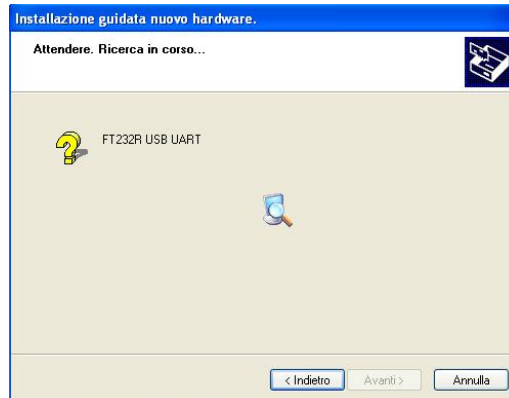 Installazione guidata nuovo hardware.
Attendere. Ricerca in corso...
FT232R USB UART
< Indietro
Avanti >
Annulla